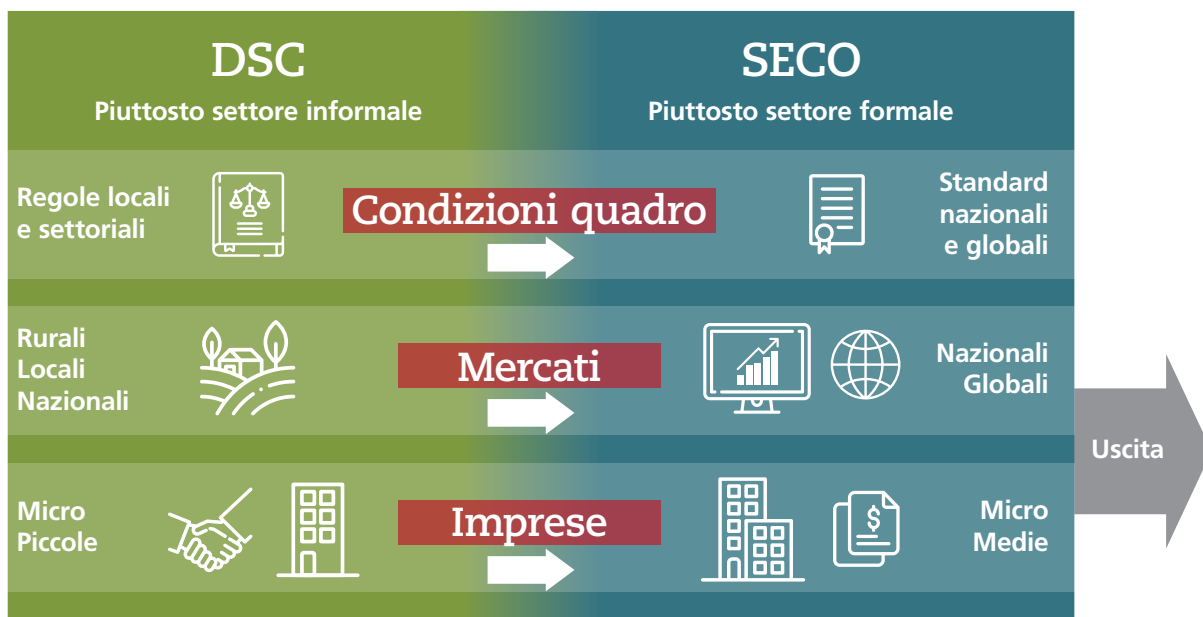 DSC
Piuttosto settore informale
SECO
Piuttosto settore formale
Regole locali
e settoriali
Condizioni quadro
Standard
nazionali
e globali
Rurali
Locali
Nazionali
Mercati
Nazionali
Globali
Micro
Piccole
Imprese
$
Micro
Medie
Uscita